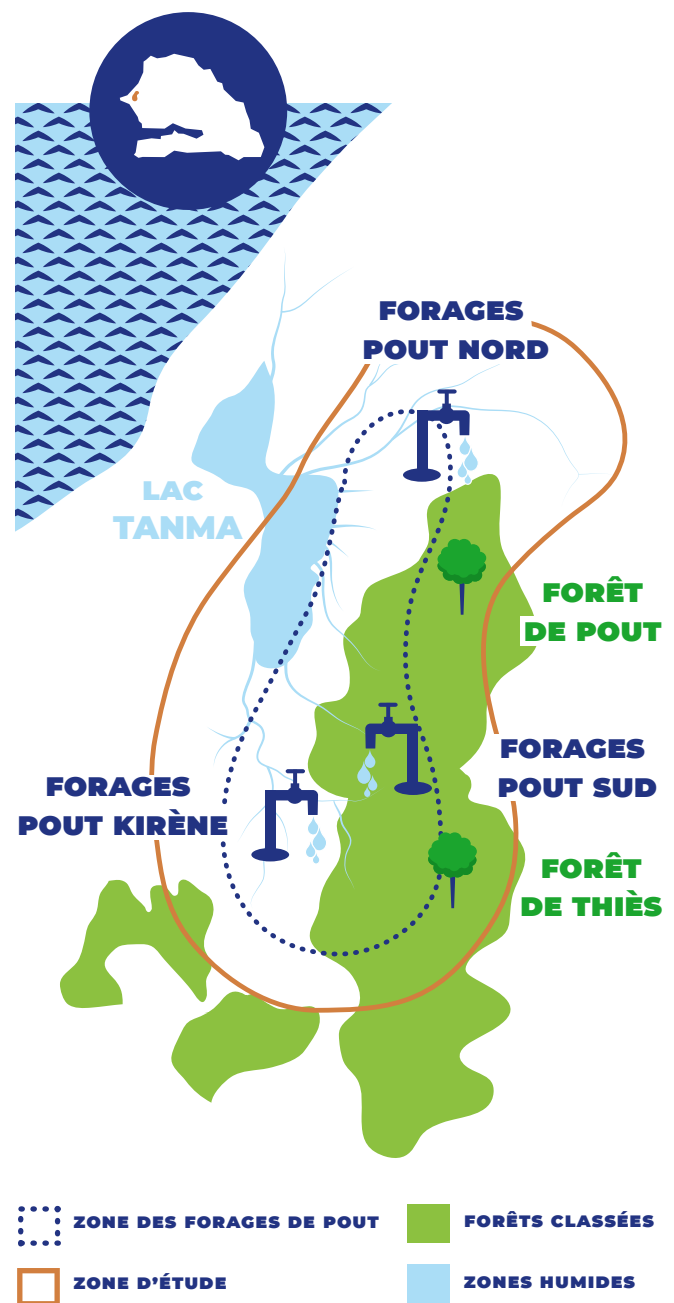 FORAGES
POUT NORD
LAC
TANMA
FORÊT
DE POUT
FORAGES
POUT SUD
FORAGES
POUT KIRÈNE
FORÊT
DE THIÈS
ZONE DES FORAGES DE POUT
FORÊTS CLASSÉES
ZONE D'ÉTUDE
ZONES HUMIDES